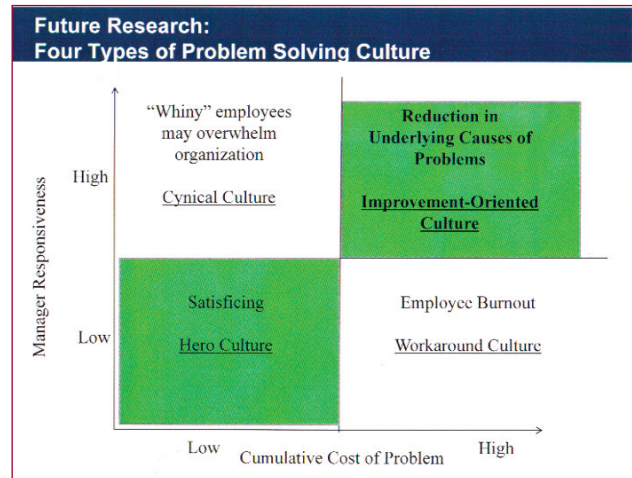 Future Research:
Four Types of Problem Solving Culture
“Whiny” employees
may overwhelm
organization
Cynical Culture
Reduction in
Underlying Causes of
Problems
Improvement-Oriented
Culture
Manager Responsiveness
High
Low
Satisficing
Hero Culture
Employee Burnout
Workaround Culture
Low
High
Cumulative Cost of Problem